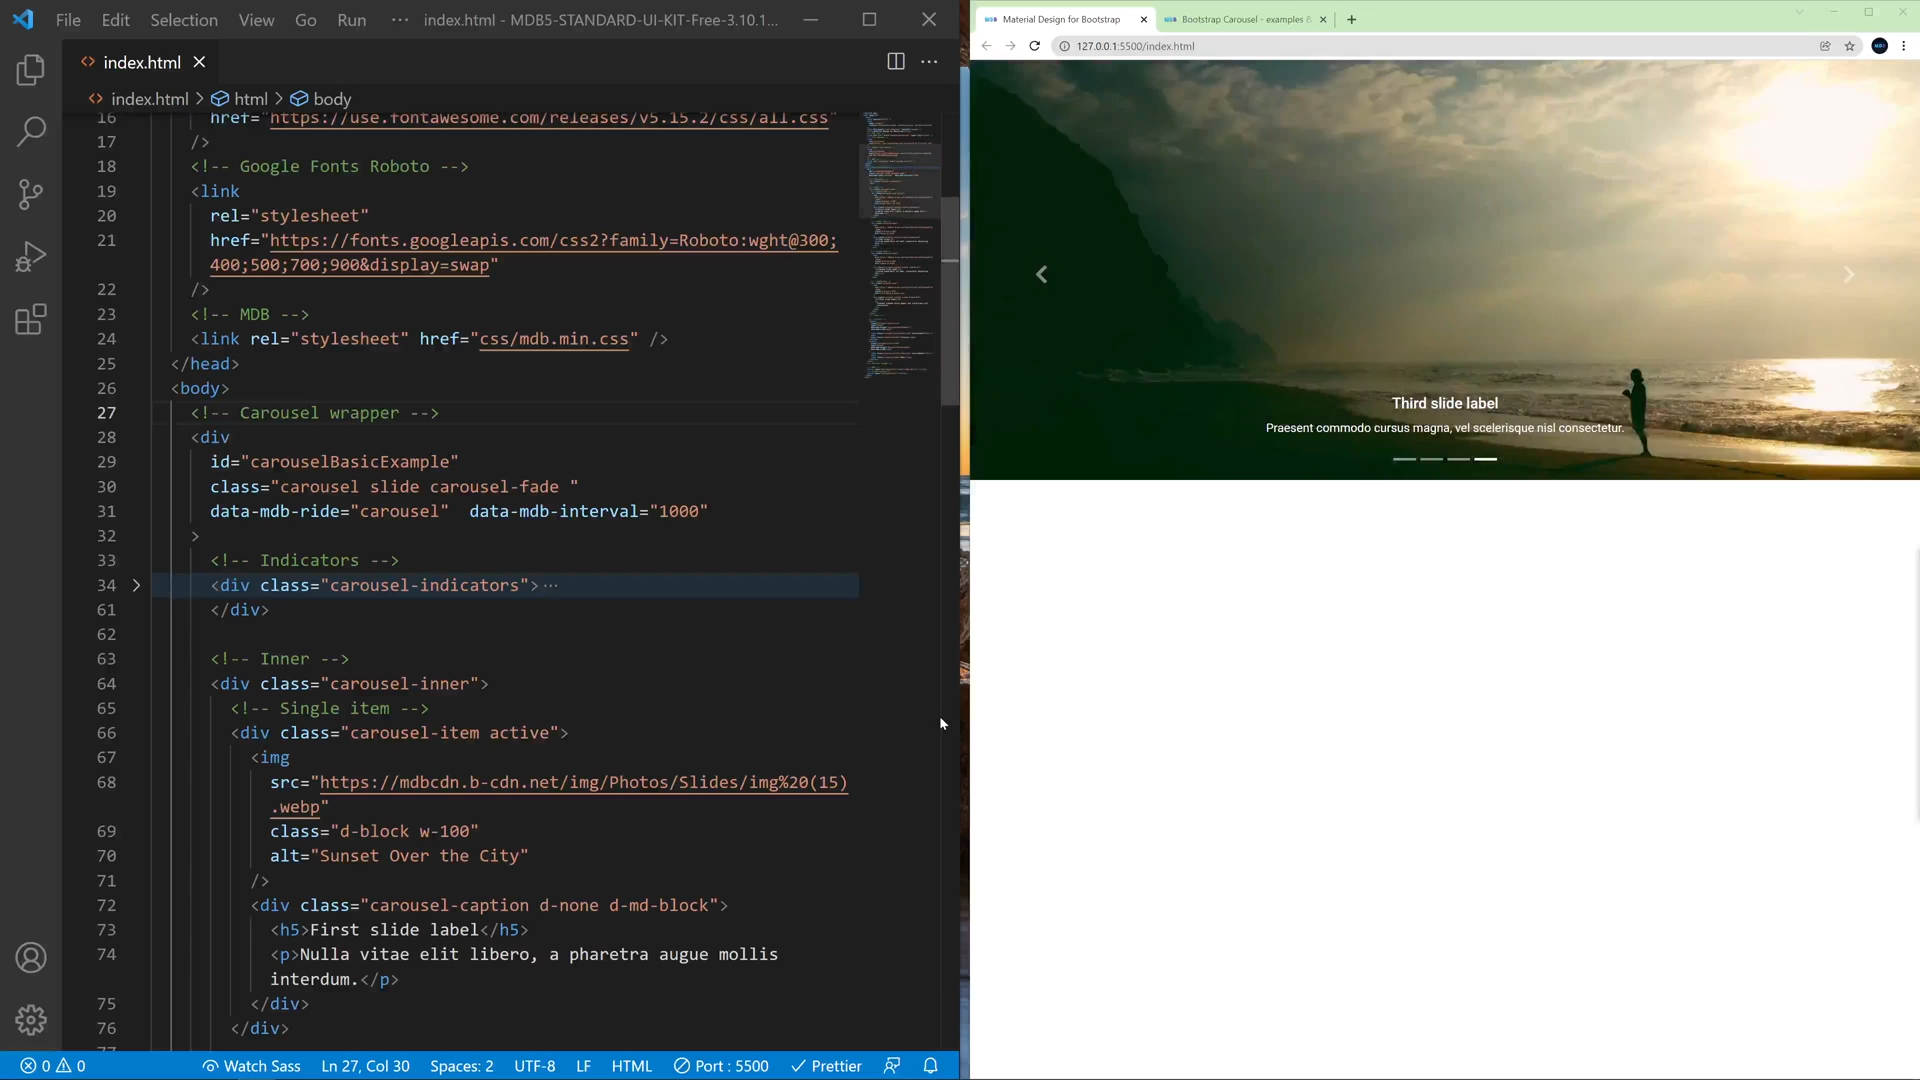 File Edit Selection View Go Run ··· index.html - MDB5-STANDARD-UI-KIT-Free-3.10.1...
index.html
index.html > html > body
16 href="https://use.fontawesome.com/releases/v5.15.2/css/all.css"
17 />
18 <!-- Google Fonts Roboto -->
19 <link
20 rel="stylesheet"
21 href="https://fonts.googleapis.com/css2?family=Roboto:wght@300;
400;500;700;900&display=swap"
22 />
23 <!-- MDB -->
24 <link rel="stylesheet" href="css/mdb.min.css" />
25 </head>
26 <body>
27 <!-- Carousel wrapper -->
28 <div
29 id="carouselBasicExample"
30 class="carousel slide carousel-fade "
31 data-mdb-ride="carousel"  data-mdb-interval="1000"
32 >
33 <!-- Indicators -->
34 <div class="carousel-indicators">···
61 </div>
62
63 <!-- Inner -->
64 <div class="carousel-inner">
65 <!-- Single item -->
66 <div class="carousel-item active">
67 <img
68 src="https://mdbcdn.b-cdn.net/img/Photos/Slides/img%20(15)
.webp"
69 class="d-block w-100"
70 alt="Sunset Over the City"
71 />
72 <div class="carousel-caption d-none d-md-block">
73 <h5>First slide label</h5>
74 <p>Nulla vitae elit libero, a pharetra augue mollis
interdum.</p>
75 </div>
76 </div>
0 0 Watch Sass Ln 27, Col 30 Spaces: 2 UTF-8 LF HTML Port : 5500 Prettier
Material Design for Bootstrap Bootstrap Carousel - examples &
127.0.0.1:5500/index.html
Third slide label
Praesent commodo cursus magna, vel scelerisque nisl consectetur.